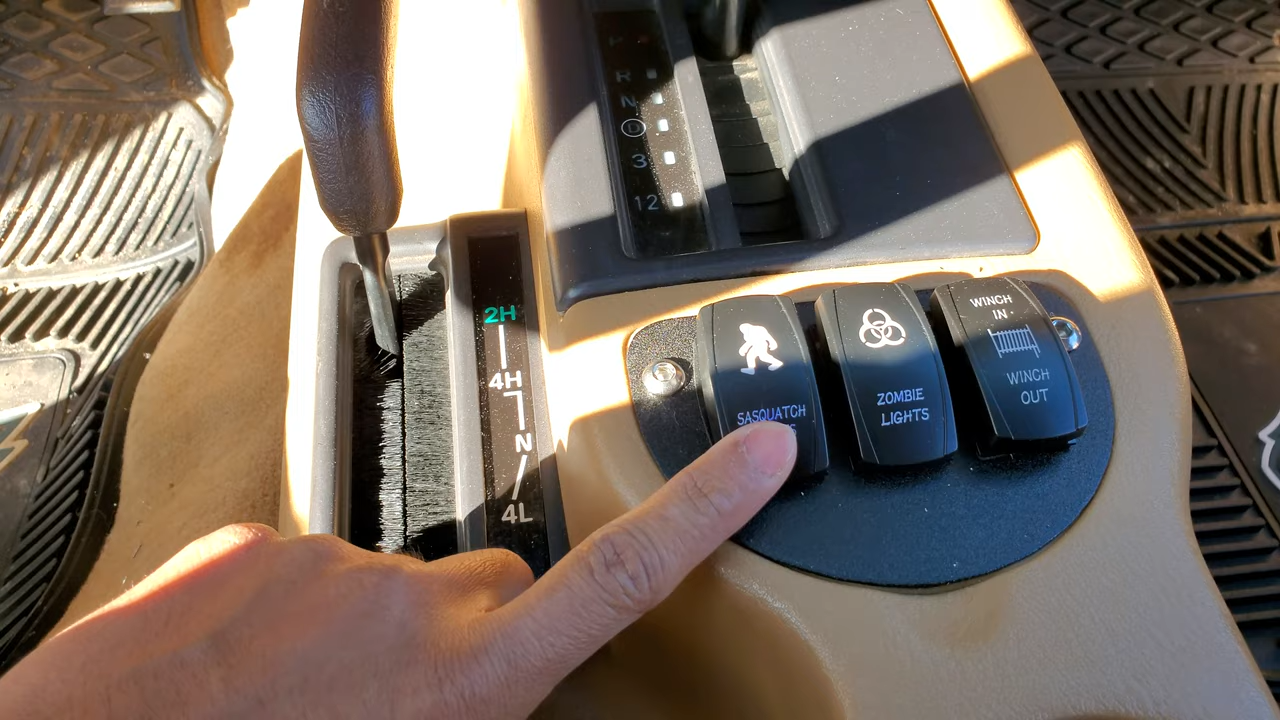 R
N
D
3
12
2H
4H
N
4L
SASQUATCH
ZOMBIE
LIGHTS
WINCH
IN
WINCH
OUT